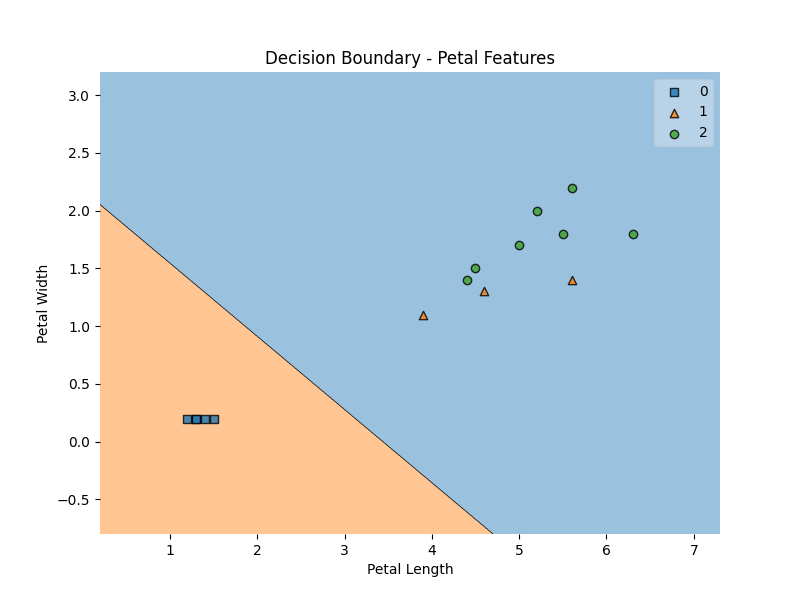 Decision Boundary - Petal Features
0
1
2
3.0
2.5
2.0
1.5
1.0
0.5
0.0
−0.5
Petal Width
1 2 3 4 5 6 7
Petal Length